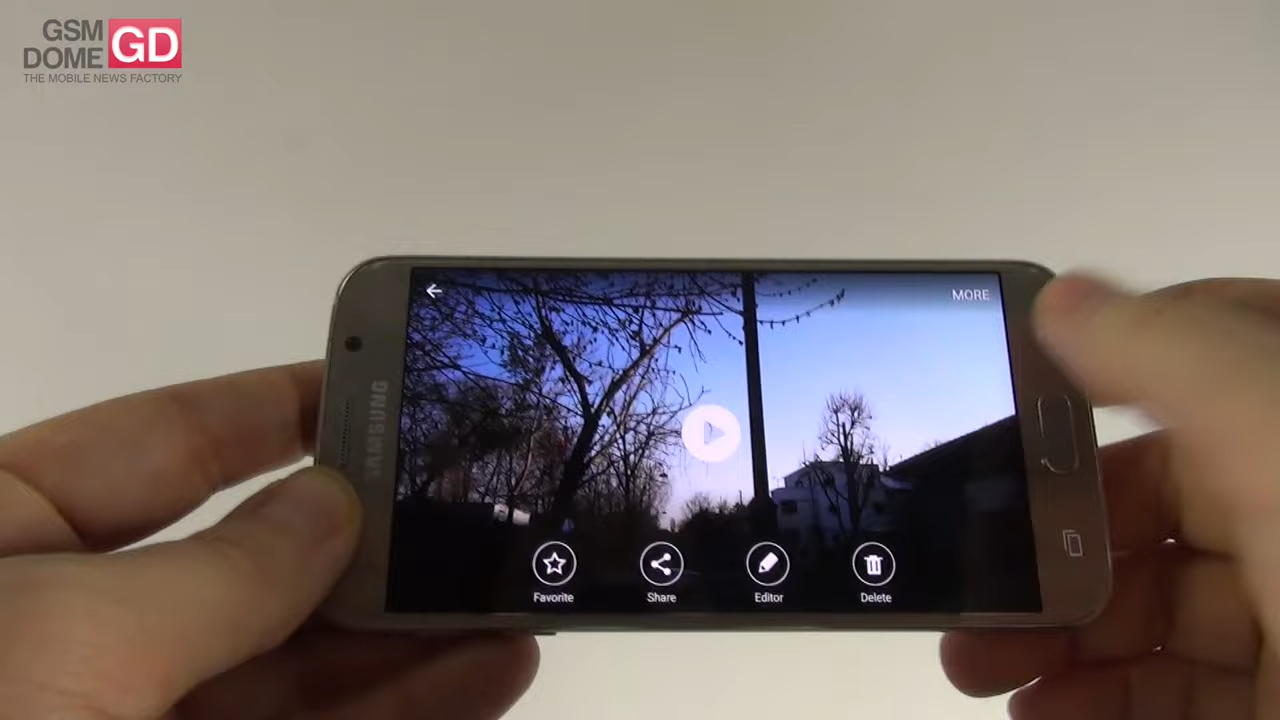 GSM
DOME GD
THE MOBILE NEWS FACTORY
MORE
SAMSUNG
Favorite
Share
Editor
Delete